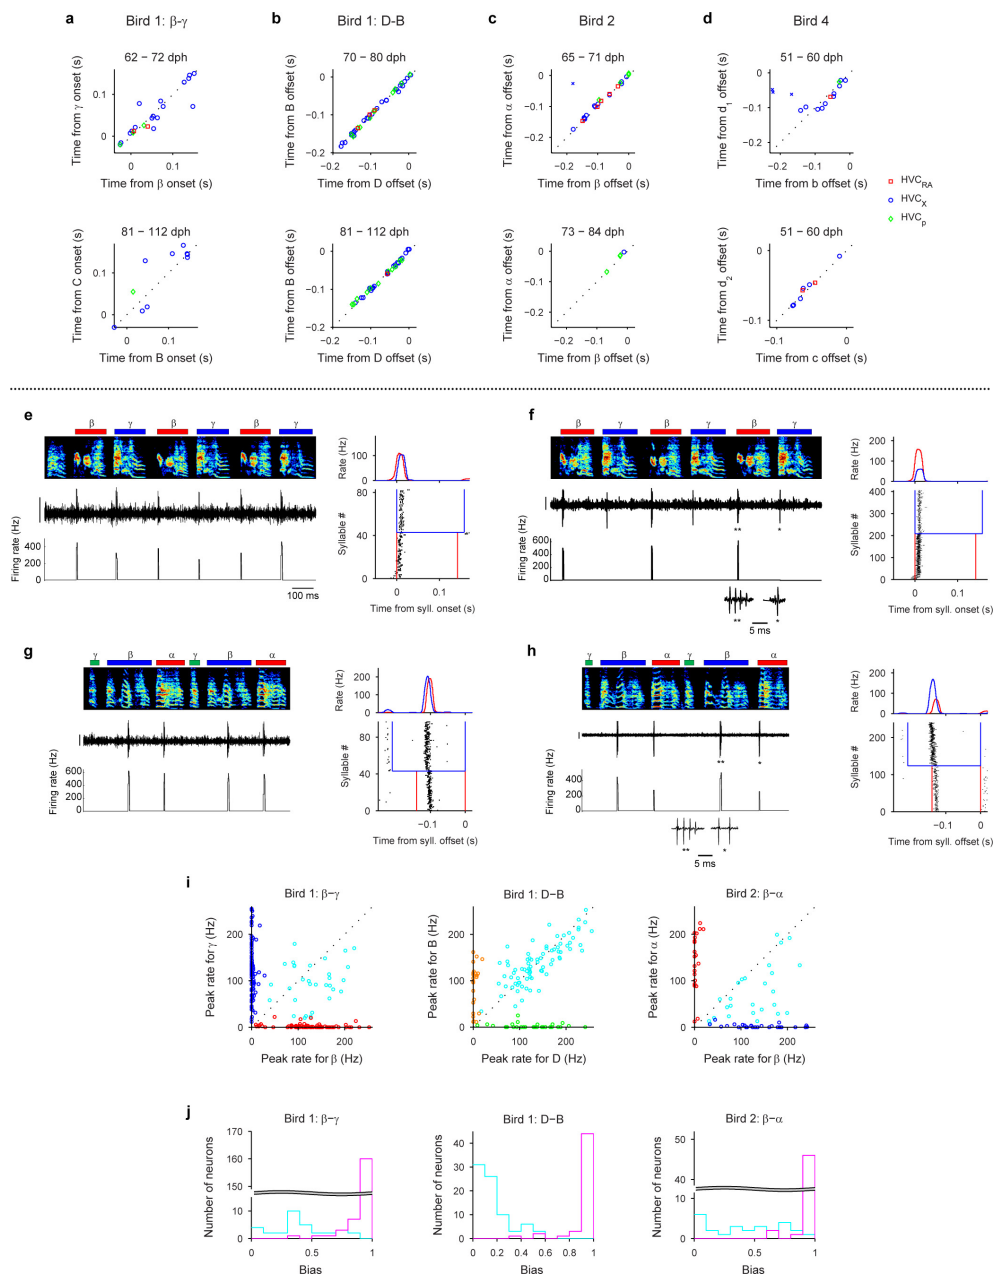 a Bird 1: β-γ
62 − 72 dph
Time from γ onset (s)
0.1
0
0 0.1
Time from β onset (s)
81 − 112 dph
Time from C onset (s)
0.1
0
0 0.1
Time from B onset (s)
b Bird 1: D-B
70 − 80 dph
Time from B offset (s)
0
−0.1
−0.2
−0.2 −0.1 0
Time from D offset (s)
81 − 112 dph
Time from B offset (s)
0
−0.1
−0.2
−0.2 −0.1 0
Time from D offset (s)
c Bird 2
65 − 71 dph
Time from α offset (s)
0
−0.1
−0.2
−0.2 −0.1 0
Time from β offset (s)
73 − 84 dph
Time from α offset (s)
0
−0.1
−0.2
−0.2 −0.1 0
Time from β offset (s)
d Bird 4
51 − 60 dph
Time from d1 offset (s)
0
−0.1
−0.2
−0.2 −0.1 0
Time from b offset (s)
51 − 60 dph
Time from d2 offset (s)
0
−0.1
−0.1 0
Time from c offset (s)
HVCRA
HVCX
HVCp
e
β γ β γ β γ
Firing rate (Hz)
400
200
0
100 ms
Rate (Hz)
100
0
Syllable #
80
40
0
0 0.1
Time from syll. onset (s)
f
β γ β γ β γ
** *
Firing rate (Hz)
400
200
0
** *
5 ms
Rate (Hz)
200
100
0
Syllable #
400
300
200
100
0
0 0.1
Time from syll. onset (s)
g
γ β α γ β α
Firing rate (Hz)
600
400
200
0
Rate (Hz)
200
100
0
Syllable #
80
40
0
−0.1 0
Time from syll. offset (s)
h
γ β α γ β α
** *
Firing rate (Hz)
400
200
0
** *
5 ms
Rate (Hz)
200
100
0
Syllable #
200
100
0
−0.1 0
Time from syll. offset (s)
i
Bird 1: β−γ
Peak rate for γ (Hz)
200
100
0
0 100 200
Peak rate for β (Hz)
Bird 1: D−B
Peak rate for B (Hz)
200
100
0
0 100 200
Peak rate for D (Hz)
Bird 2: β−α
Peak rate for α (Hz)
200
100
0
0 100 200
Peak rate for β (Hz)
j
Bird 1: β−γ
Number of neurons
170
160
150
10
0
0 0.5 1
Bias
Bird 1: D−B
Number of neurons
40
30
20
10
0
0 0.2 0.4 0.6 0.8 1
Bias
Bird 2: β−α
Number of neurons
50
40
10
0
0 0.5 1
Bias